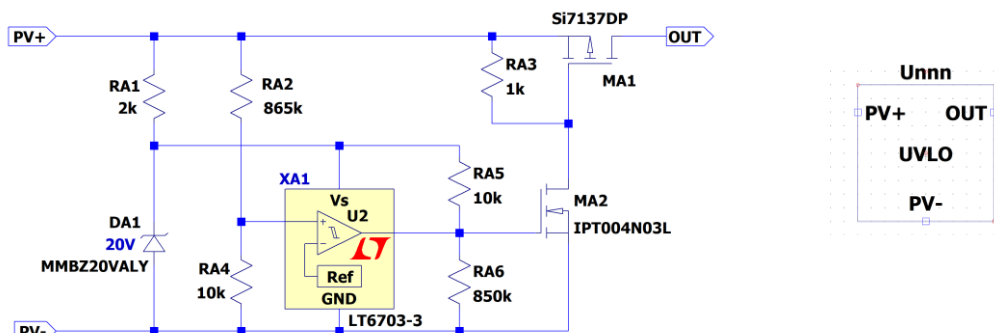 Si7137DP
PV+
OUT
RA1
2k
RA2
865k
RA3
1k
MA1
Unnn
PV+
OUT
UVLO
PV-
XA1
Vs
U2
+
−
RA5
10k
MA2
IPT004N03L
DA1
20V
MMBZ20VALY
RA4
10k
Ref
GND
RA6
850k
LT6703-3
PV-